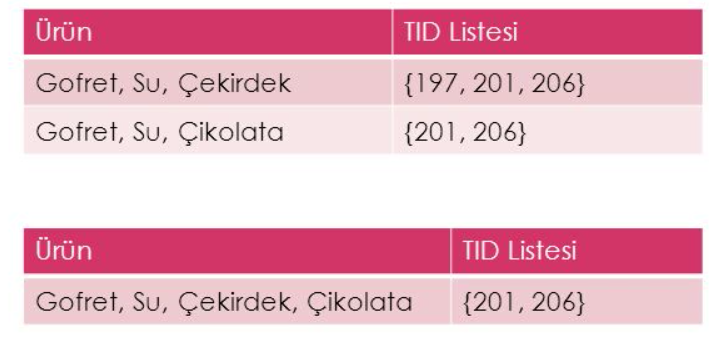 Ürün TID Listesi
Gofret, Su, Çekirdek {197, 201, 206}
Gofret, Su, Çikolata {201, 206}
Ürün TID Listesi
Gofret, Su, Çekirdek, Çikolata {201, 206}